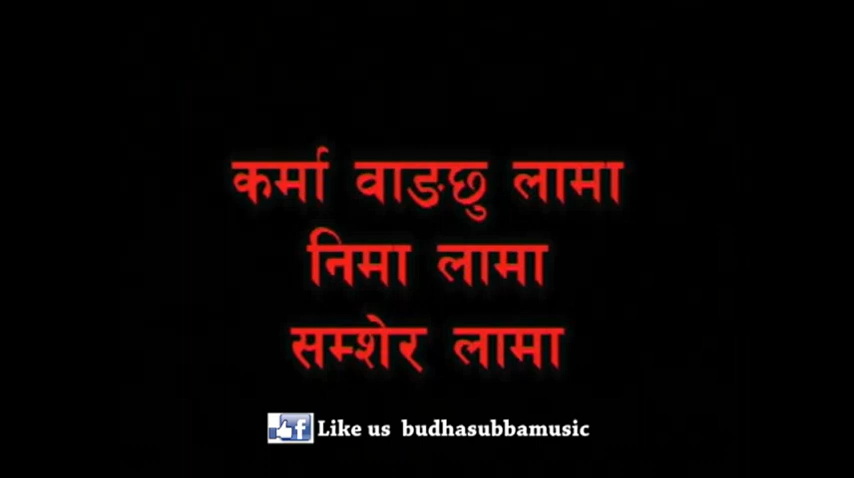 कर्मा वाङछु लामा
निमा लामा
सम्शेर लामा
Like us budhasubbamusic